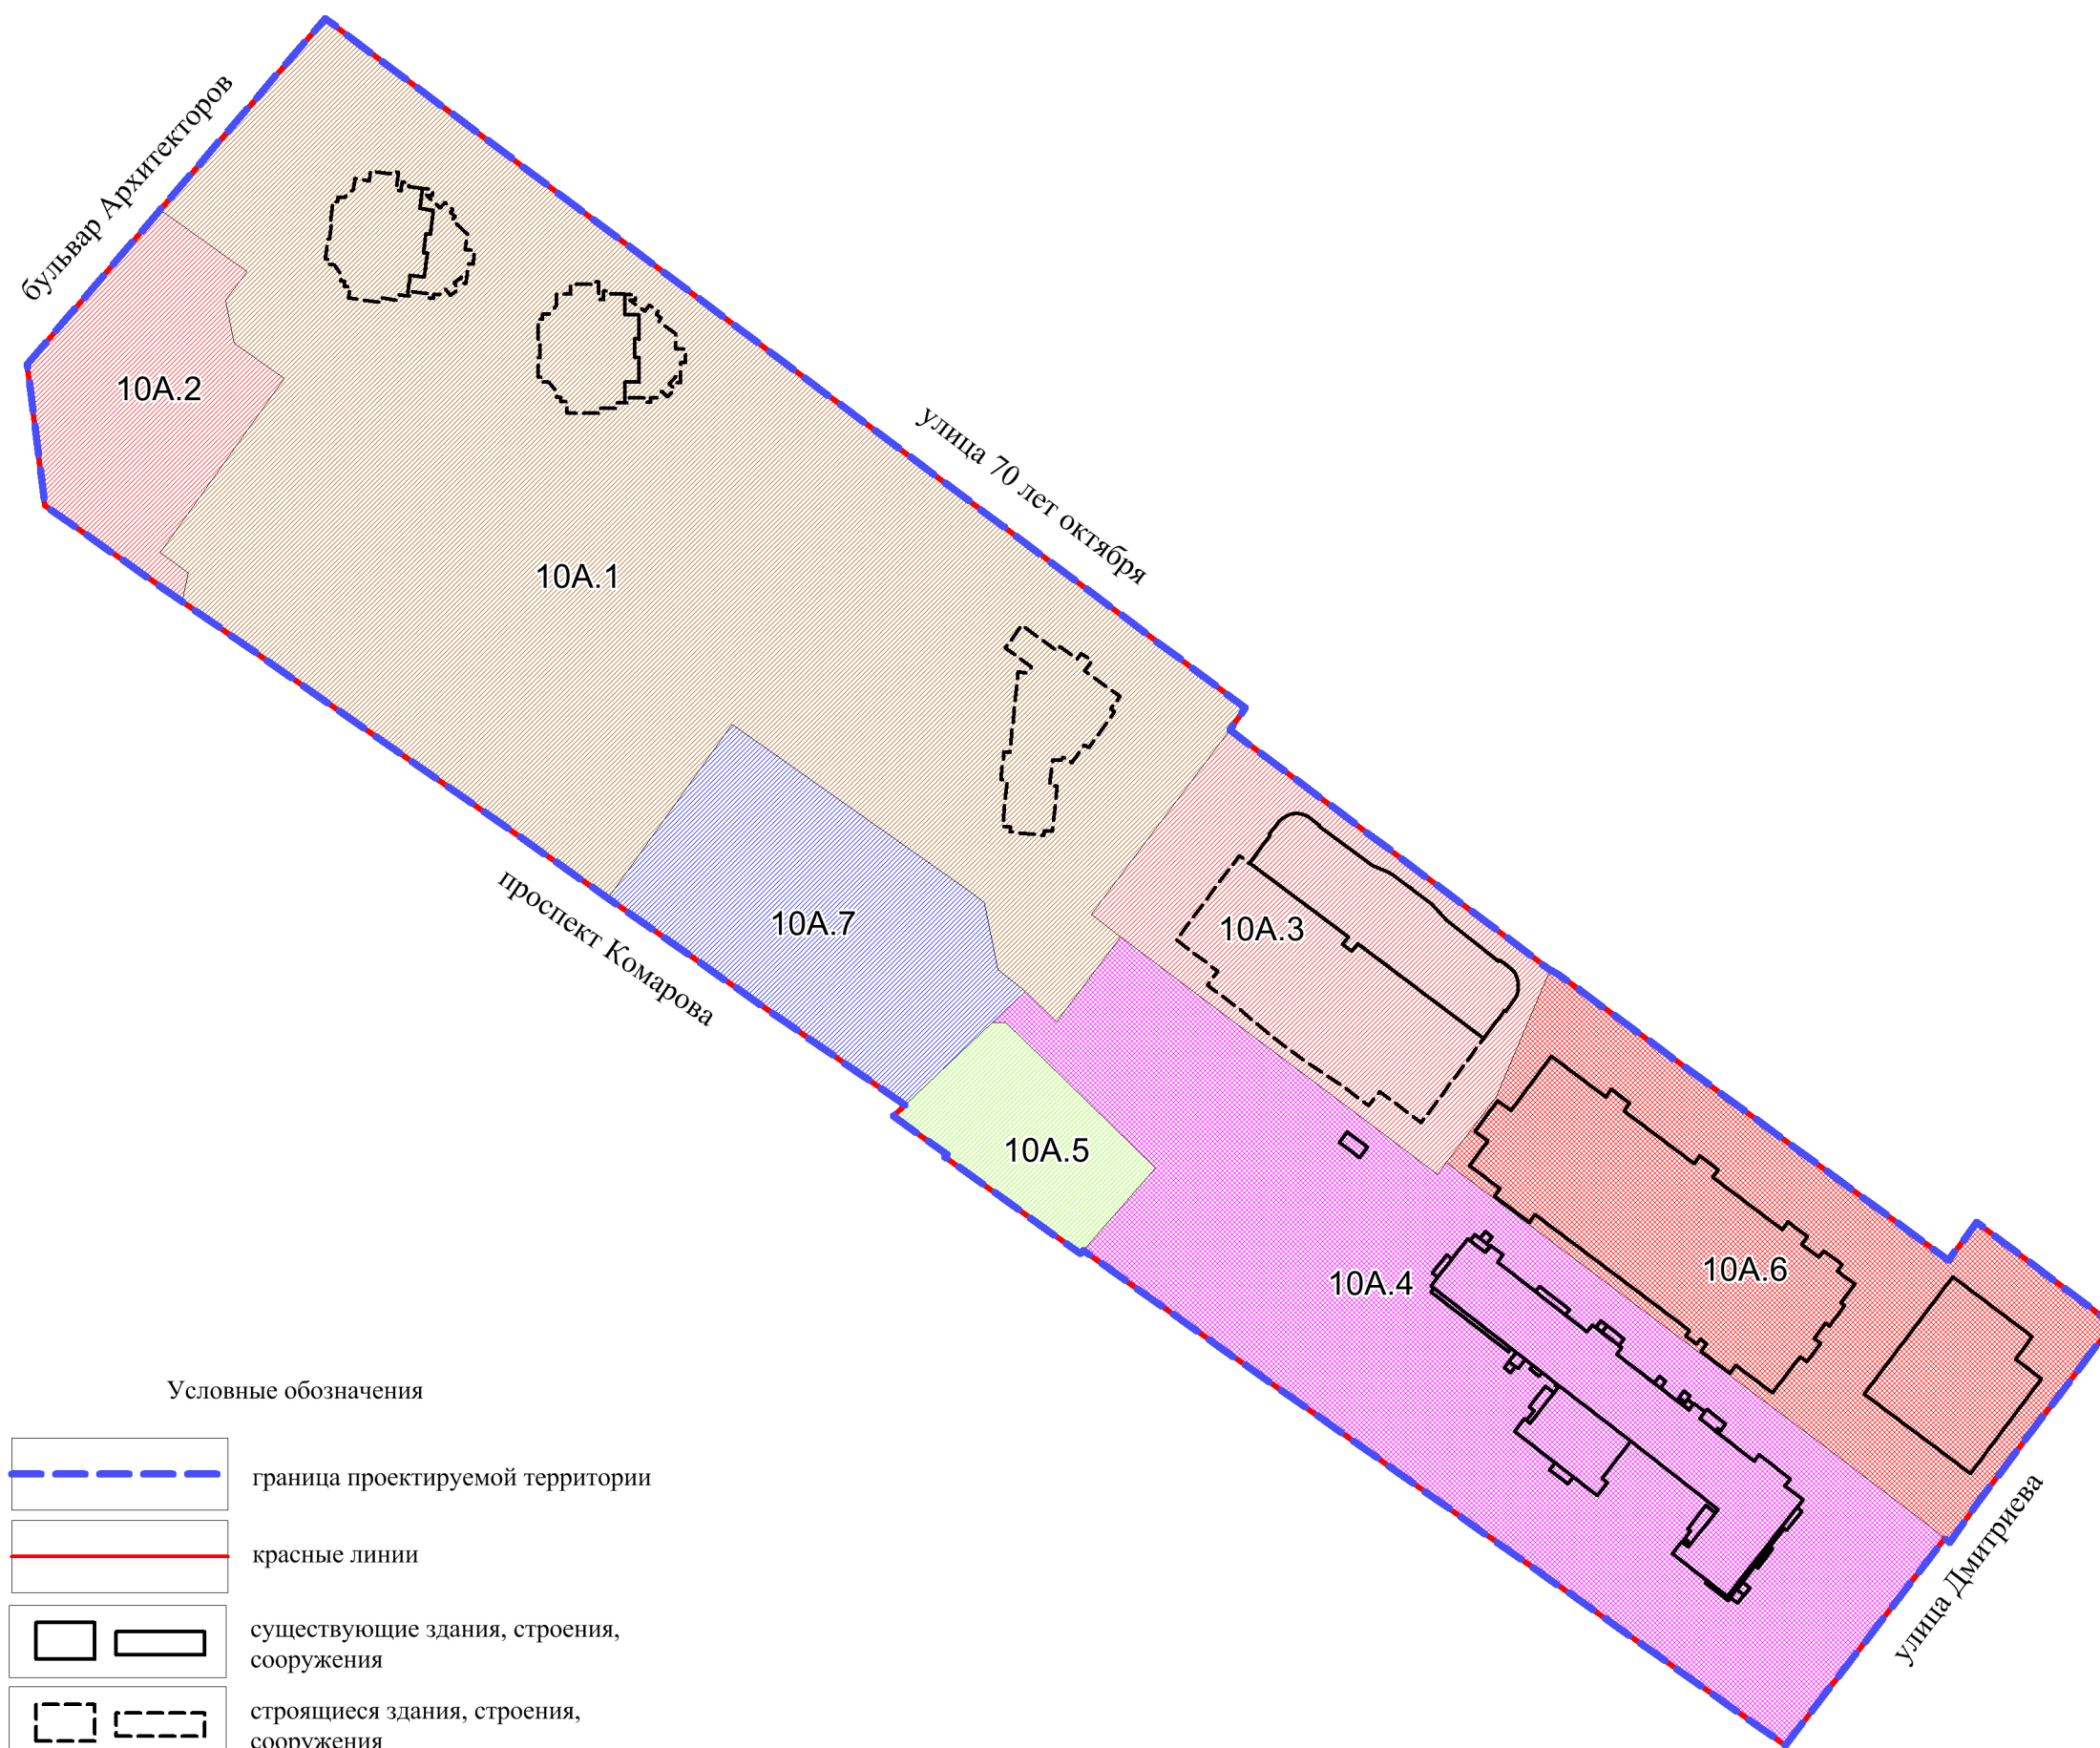 бульвар Архитекторов
10А.2
10А.1
улица 70 лет октября
10А.7
проспект Комарова
10А.3
10А.5
10А.4
10А.6
улица Дмитриева
Условные обозначения
граница проектируемой территории
красные линии
существующие здания, строения,
сооружения
строящиеся здания, строения,
сооружения